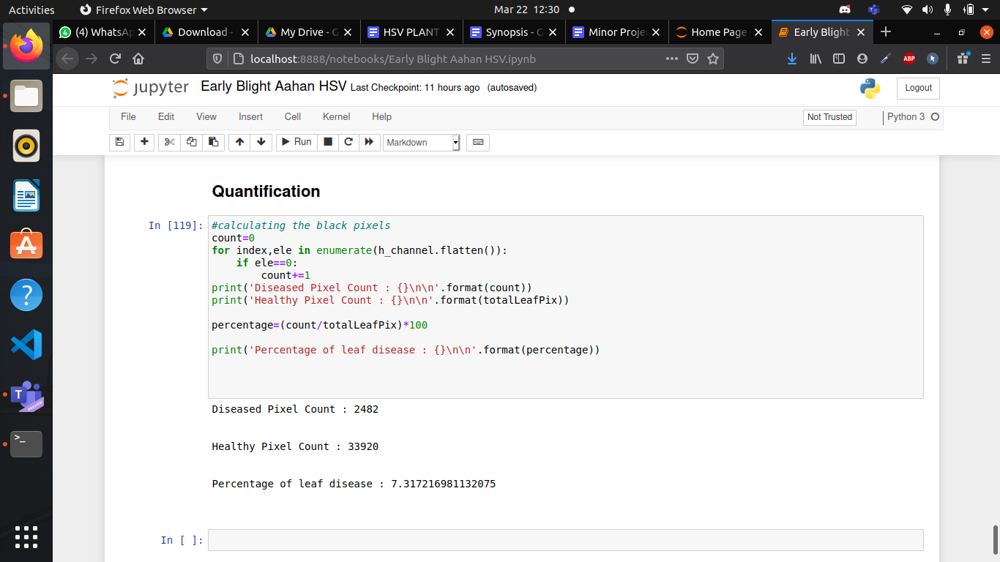 Activities
Firefox Web Browser
Mar 22 12:30
(4) WhatsAp
Download -
My Drive - G
HSV PLANT
Synopsis - G
Minor Proje
Home Page
Early Blight
localhost:8888/notebooks/Early Blight Aahan HSV.ipynb
ABP
jupyter Early Blight Aahan HSV Last Checkpoint: 11 hours ago (autosaved)
Logout
File Edit View Insert Cell Kernel Help
Not Trusted
Python 3
Run
Markdown
Quantification
In [119]:
#calculating the black pixels
count=0
for index,ele in enumerate(h_channel.flatten()):
    if ele==0:
        count+=1
print('Diseased Pixel Count : {}\n\n'.format(count))
print('Healthy Pixel Count : {}\n\n'.format(totalLeafPix))
percentage=(count/totalLeafPix)*100
print('Percentage of leaf disease : {}\n\n'.format(percentage))
Diseased Pixel Count : 2482
Healthy Pixel Count : 33920
Percentage of leaf disease : 7.317216981132075
In [ ]:
T
PREVIEW
>_